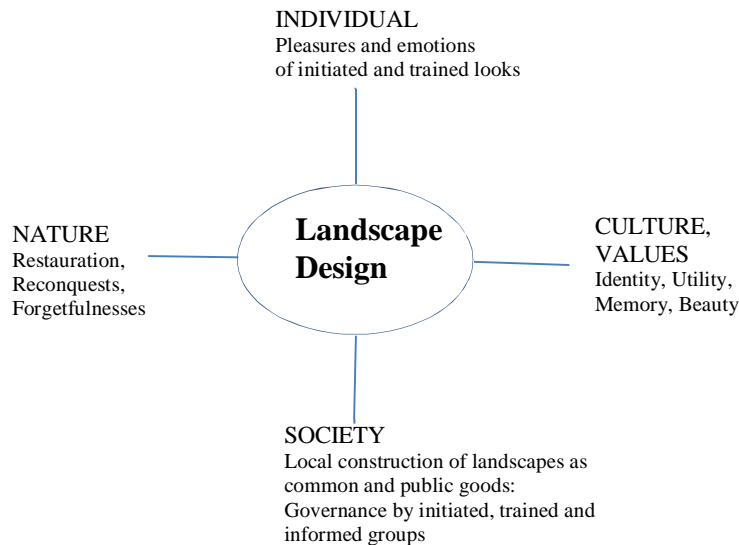 INDIVIDUAL
Pleasures and emotions
of initiated and trained looks
Landscape
Design
NATURE
Restauration,
Reconquests,
Forgetfulnesses
CULTURE,
VALUES
Identity, Utility,
Memory, Beauty
SOCIETY
Local construction of landscapes as
common and public goods:
Governance by initiated, trained and
informed groups